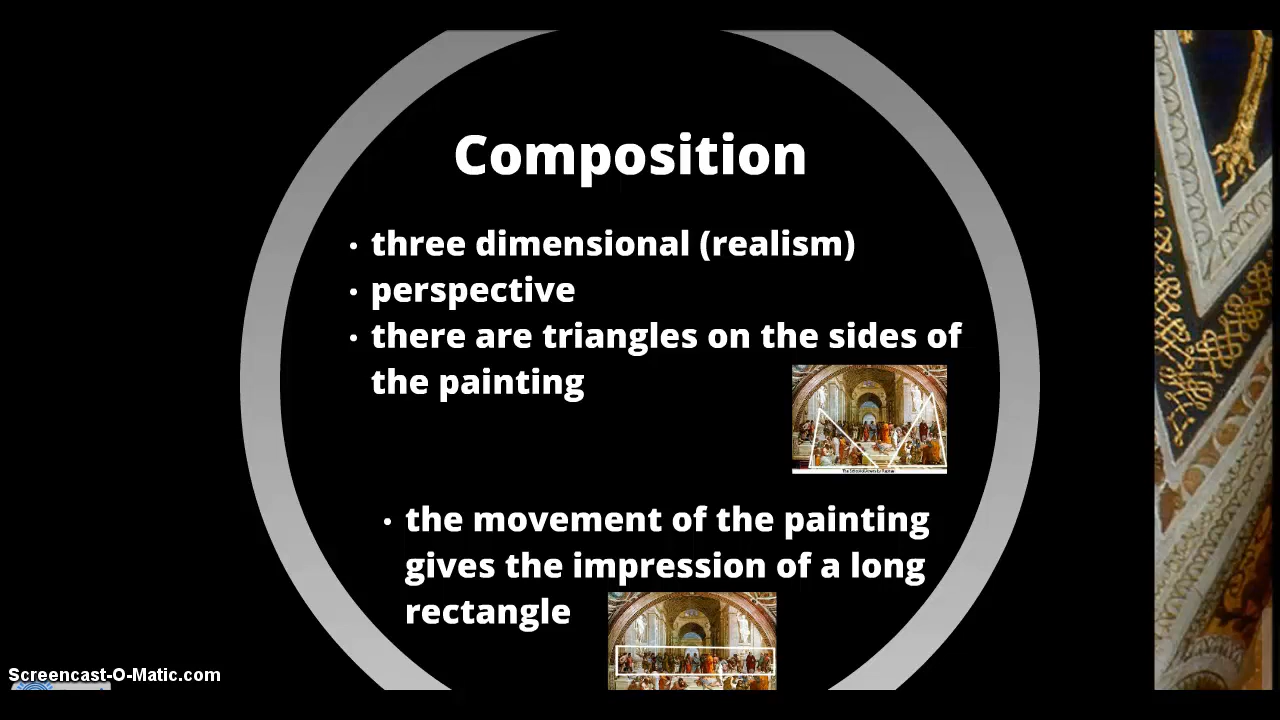 Composition
• three dimensional (realism)
• perspective
• there are triangles on the sides of
the painting
• the movement of the painting
gives the impression of a long
rectangle
Screencast-O-Matic.com